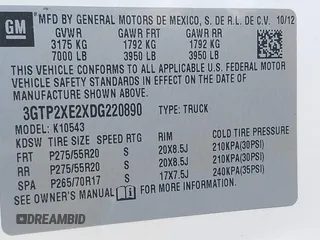 GM
MFD BY GENERAL MOTORS DE MEXICO, S DE R.L. DE C.V. 10/12
GVWR GAWR FRT GAWR RR
3175 KG 1792 KG 1792 KG
7000 LB 3950 LB 3950 LB
THIS VEHICLE CONFORMS TO ALL APPLICABLE U.S. FEDERAL MOTOR
VEHICLE SAFETY STANDARDS IN EFFECT ON THE DATE OF
MANUFACTURE SHOWN ABOVE.
3GTP2XE2XDG220890 TYPE: TRUCK
MODEL: K10543
KDSW TIRE SIZE SPEED RTG RIM COLD TIRE PRESSURE
FRT P275/55R20 S 20X8.5J 210KPA(30PSI)
RR P275/55R20 S 20X8.5J 210KPA(30PSI)
SPA P265/70R17 S 17X7.5J 240KPA(35PSI)
SEE OWNER'S MANUAL FOR MORE INFORMATION.
DREAMBID